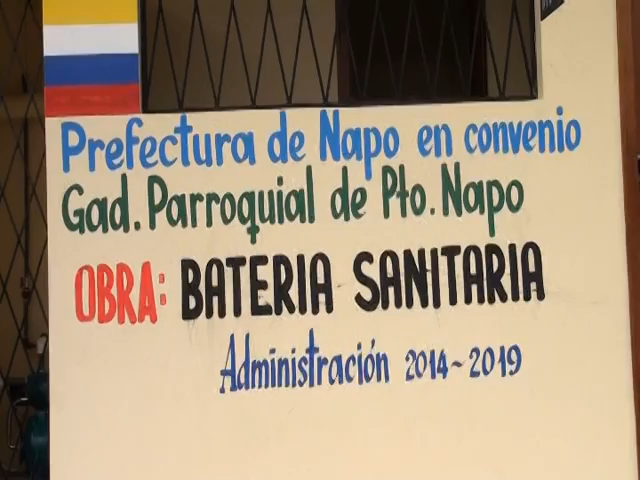 Prefectura de Napo en convenio
Gad. Parroquial de Pto. Napo
OBRA: BATERIA SANITARIA
Administración 2014~2019